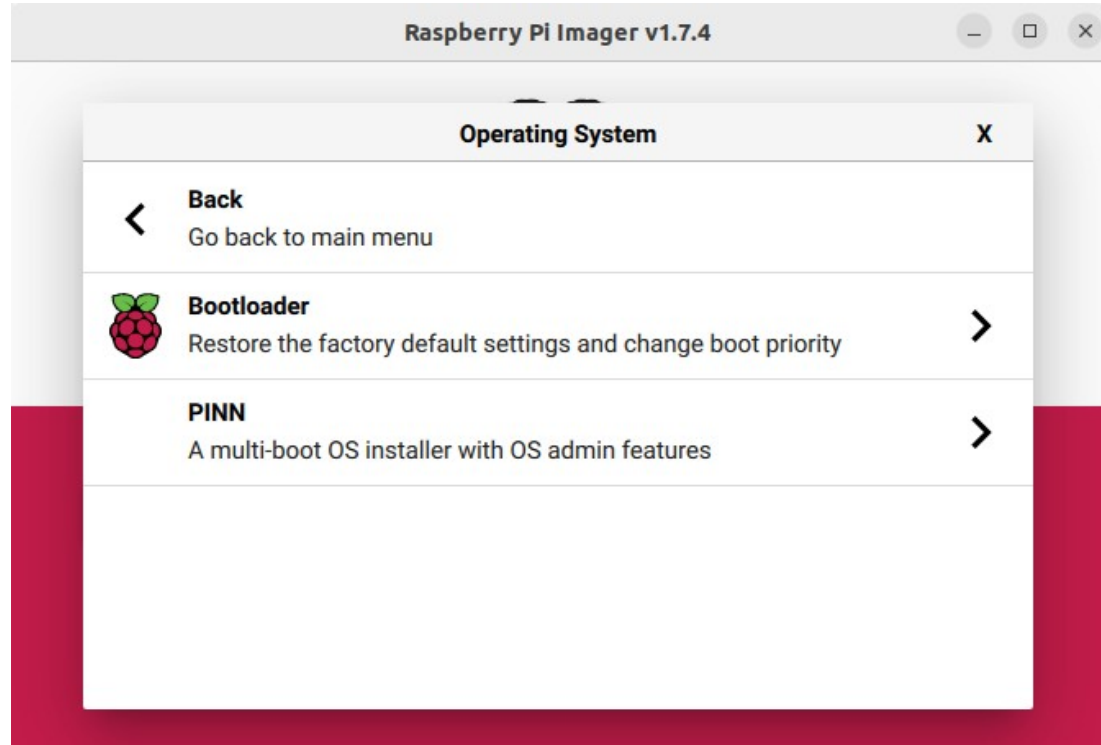 Raspberry Pi Imager v1.7.4
Operating System X
Back
Go back to main menu
Bootloader
Restore the factory default settings and change boot priority
PINN
A multi-boot OS installer with OS admin features